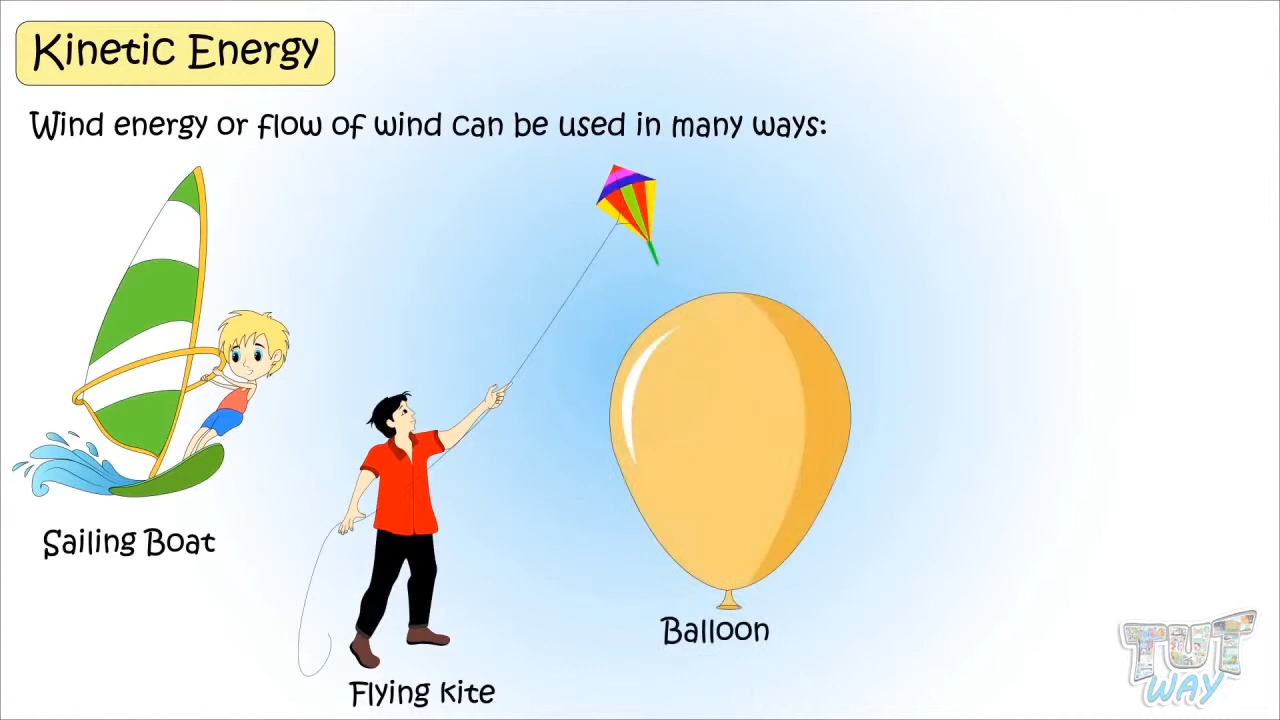 Kinetic Energy
Wind energy or flow of wind can be used in many ways:
Sailing Boat
Flying kite
Balloon
TUT
WAY